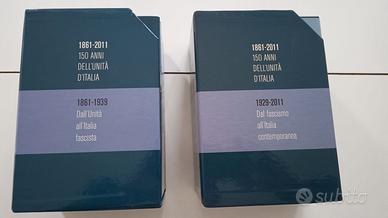 1861-2011
150 ANNI
DELL'UNITÀ
D'ITALIA
1861-1939
Dall'Unità
all'Italia
fascista
1861-2011
150 ANNI
DELL'UNITÀ
D'ITALIA
1929-2011
Dal fascismo
all'Italia
contemporanea
subito